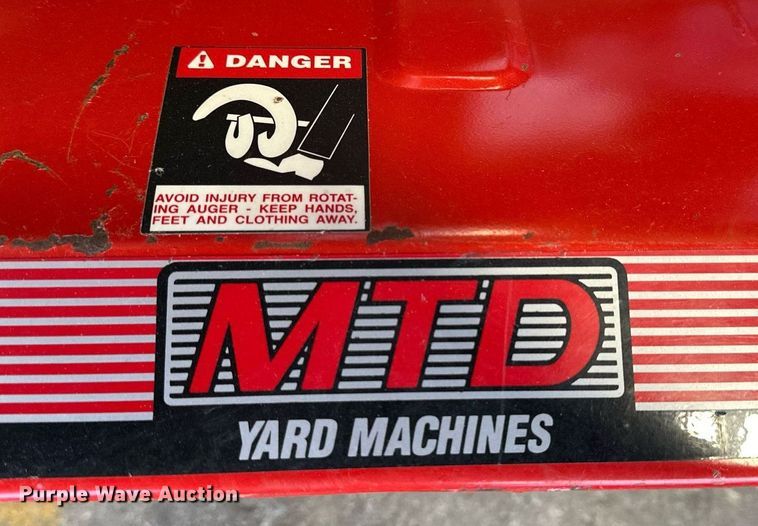 DANGER
AVOID INJURY FROM ROTAT-
ING AUGER - KEEP HANDS,
FEET AND CLOTHING AWAY.
MTD
YARD MACHINES
Purple Wave Auction